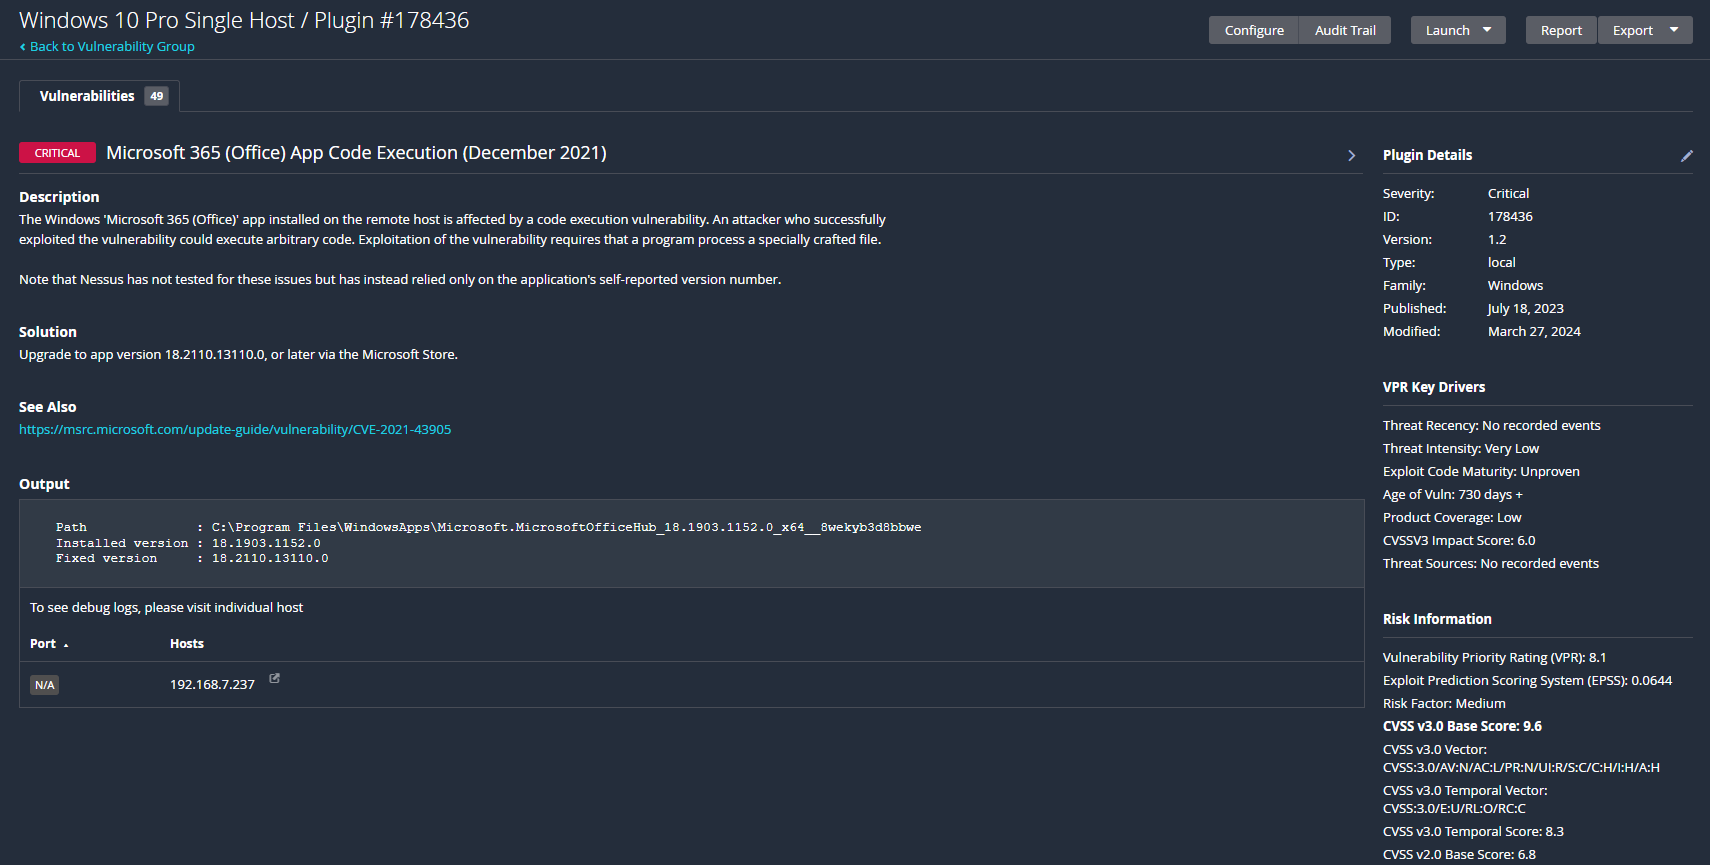 Windows 10 Pro Single Host / Plugin #178436
‹ Back to Vulnerability Group
Configure
Audit Trail
Launch
Report
Export
Vulnerabilities 49
CRITICAL Microsoft 365 (Office) App Code Execution (December 2021)
Description
The Windows 'Microsoft 365 (Office)' app installed on the remote host is affected by a code execution vulnerability. An attacker who successfully
exploited the vulnerability could execute arbitrary code. Exploitation of the vulnerability requires that a program process a specially crafted file.
Note that Nessus has not tested for these issues but has instead relied only on the application's self-reported version number.
Solution
Upgrade to app version 18.2110.13110.0, or later via the Microsoft Store.
See Also
https://msrc.microsoft.com/update-guide/vulnerability/CVE-2021-43905
Output
Path : C:\Program Files\WindowsApps\Microsoft.MicrosoftOfficeHub_18.1903.1152.0_x64__8wekyb3d8bbwe
Installed version : 18.1903.1152.0
Fixed version : 18.2110.13110.0
To see debug logs, please visit individual host
Port Hosts
N/A 192.168.7.237
Plugin Details
Severity: Critical
ID: 178436
Version: 1.2
Type: local
Family: Windows
Published: July 18, 2023
Modified: March 27, 2024
VPR Key Drivers
Threat Recency: No recorded events
Threat Intensity: Very Low
Exploit Code Maturity: Unproven
Age of Vuln: 730 days +
Product Coverage: Low
CVSSV3 Impact Score: 6.0
Threat Sources: No recorded events
Risk Information
Vulnerability Priority Rating (VPR): 8.1
Exploit Prediction Scoring System (EPSS): 0.0644
Risk Factor: Medium
CVSS v3.0 Base Score: 9.6
CVSS v3.0 Vector:
CVSS:3.0/AV:N/AC:L/PR:N/UI:R/S:C/C:H/I:H/A:H
CVSS v3.0 Temporal Vector:
CVSS:3.0/E:U/RL:O/RC:C
CVSS v3.0 Temporal Score: 8.3
CVSS v2.0 Base Score: 6.8